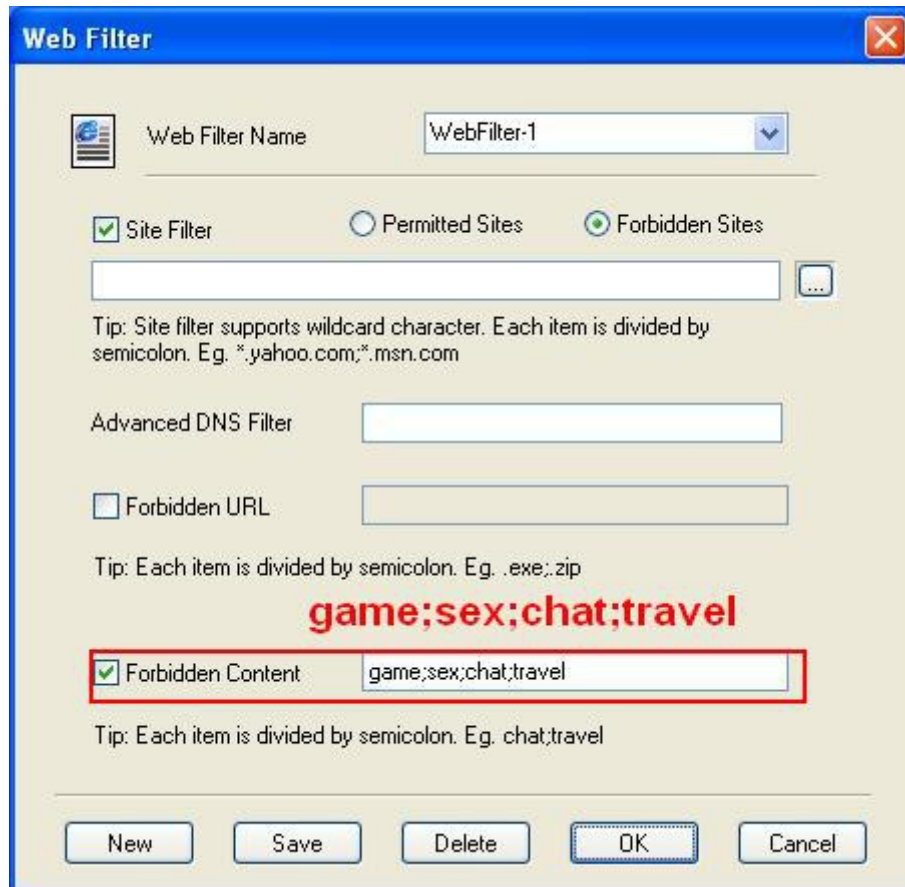 Web Filter
Web Filter Name
WebFilter-1
Site Filter
Permitted Sites
Forbidden Sites
...
Tip: Site filter supports wildcard character. Each item is divided by
semicolon. Eg. *.yahoo.com;*.msn.com
Advanced DNS Filter
Forbidden URL
Tip: Each item is divided by semicolon. Eg. .exe;.zip
game;sex;chat;travel
Forbidden Content
game;sex;chat;travel
Tip: Each item is divided by semicolon. Eg. chat;travel
New
Save
Delete
OK
Cancel